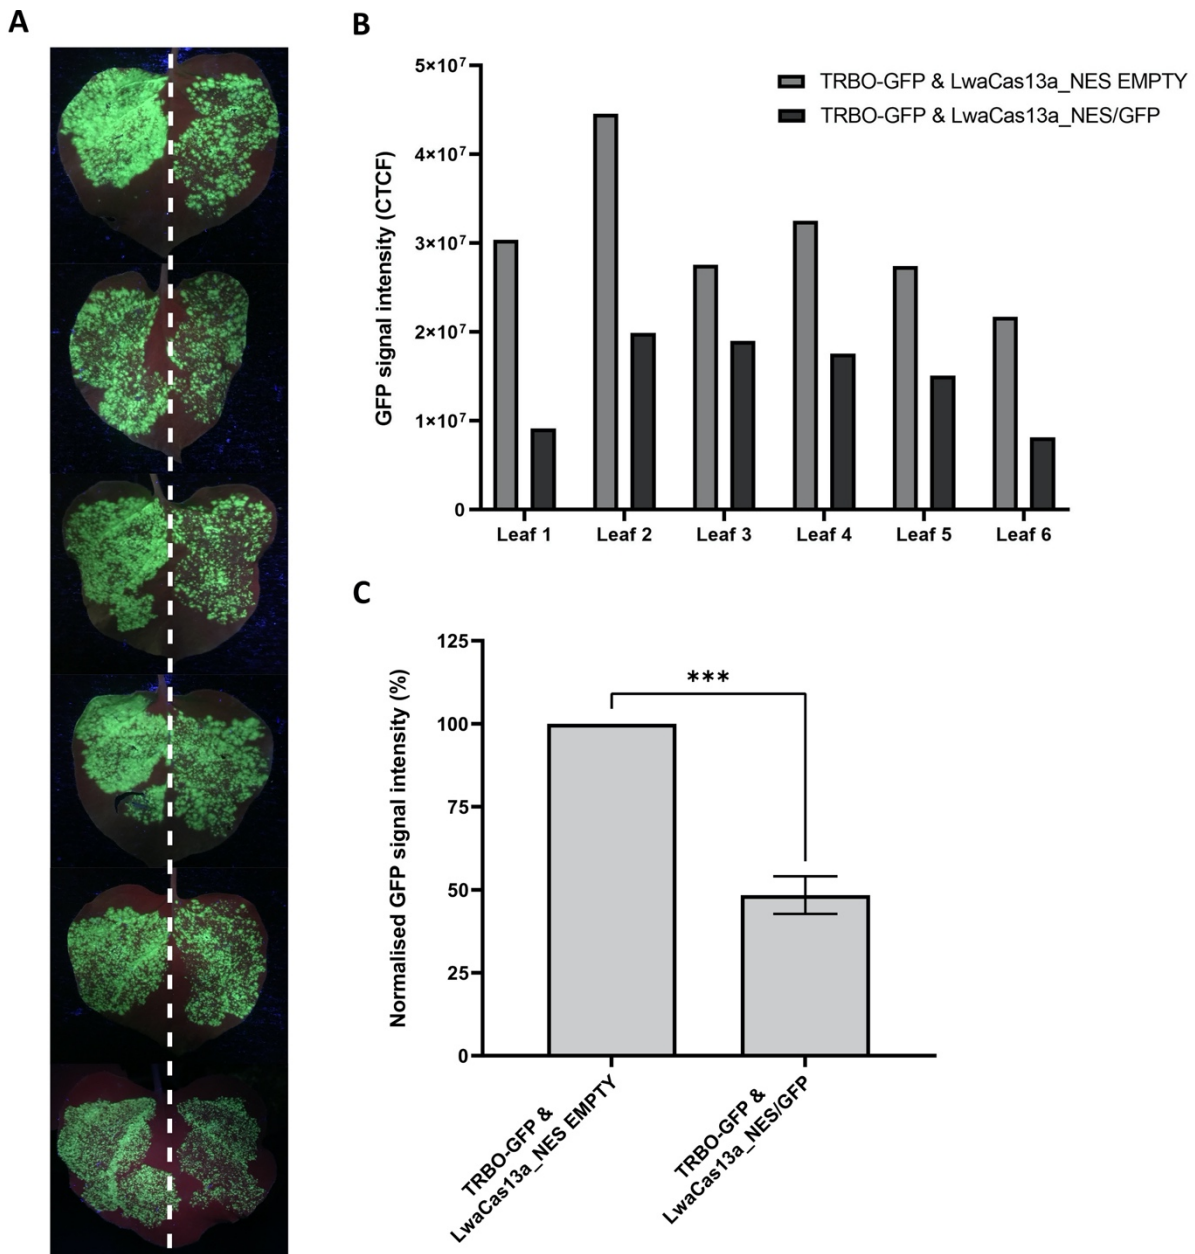 A
B
5×10⁷
4×10⁷
3×10⁷
2×10⁷
1×10⁷
0
GFP signal intensity (CTCF)
TRBO-GFP & LwaCas13a_NES EMPTY
TRBO-GFP & LwaCas13a_NES/GFP
Leaf 1
Leaf 2
Leaf 3
Leaf 4
Leaf 5
Leaf 6
C
125
100
75
50
25
0
Normalised GFP signal intensity (%)
***
TRBO-GFP &
LwaCas13a_NES EMPTY
TRBO-GFP &
LwaCas13a_NES/GFP